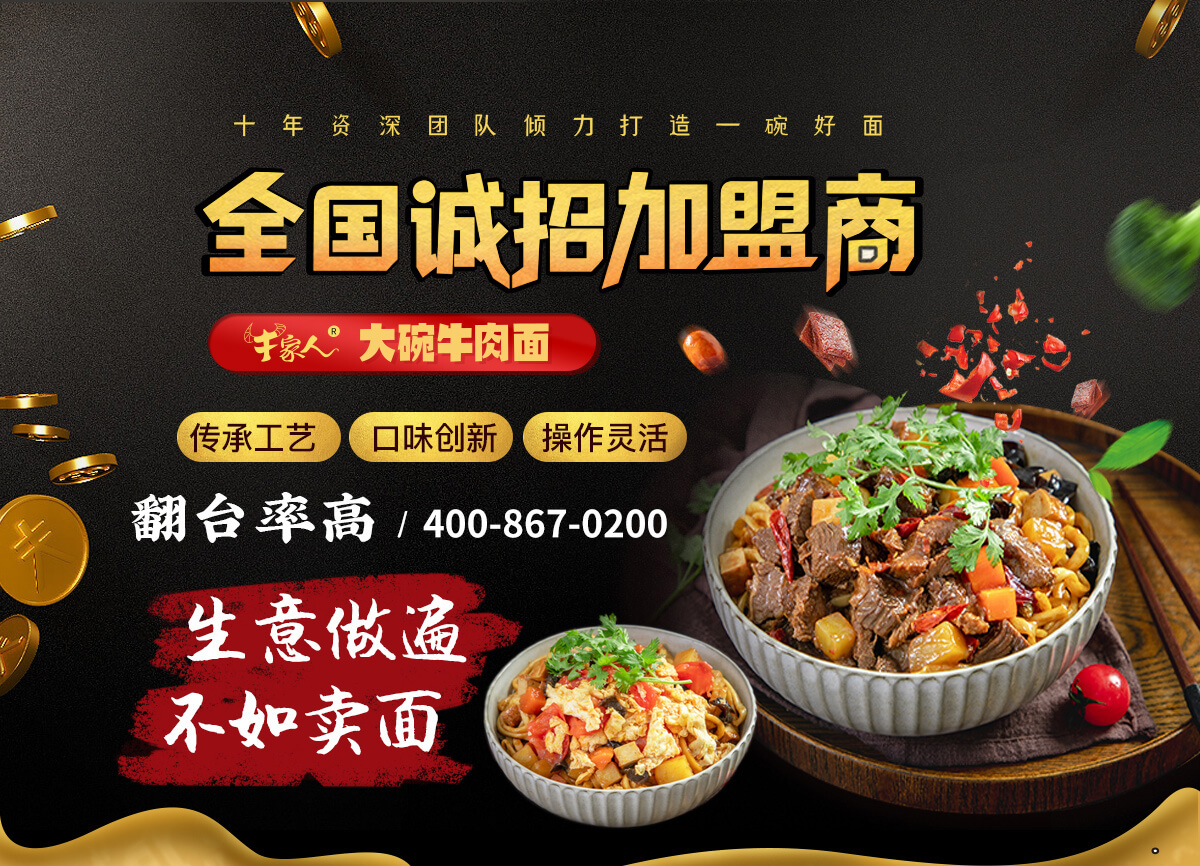 十年资深团队倾力打造一碗好面
全国诚招加盟商
牛家人® 大碗牛肉面
传承工艺 口味创新 操作灵活
翻台率高 / 400-867-0200
生意做遍
不如卖面